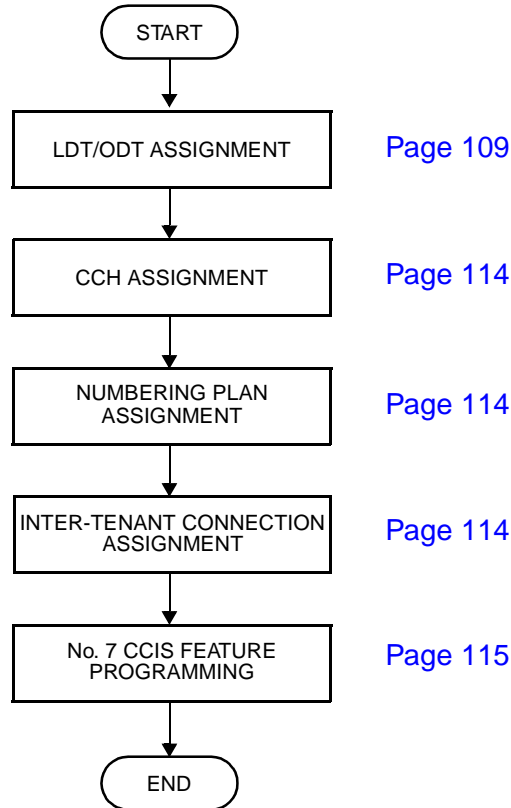 START
LDT/ODT ASSIGNMENT
Page 109
CCH ASSIGNMENT
Page 114
NUMBERING PLAN
ASSIGNMENT
Page 114
INTER-TENANT CONNECTION
ASSIGNMENT
Page 114
No. 7 CCIS FEATURE
PROGRAMMING
Page 115
END